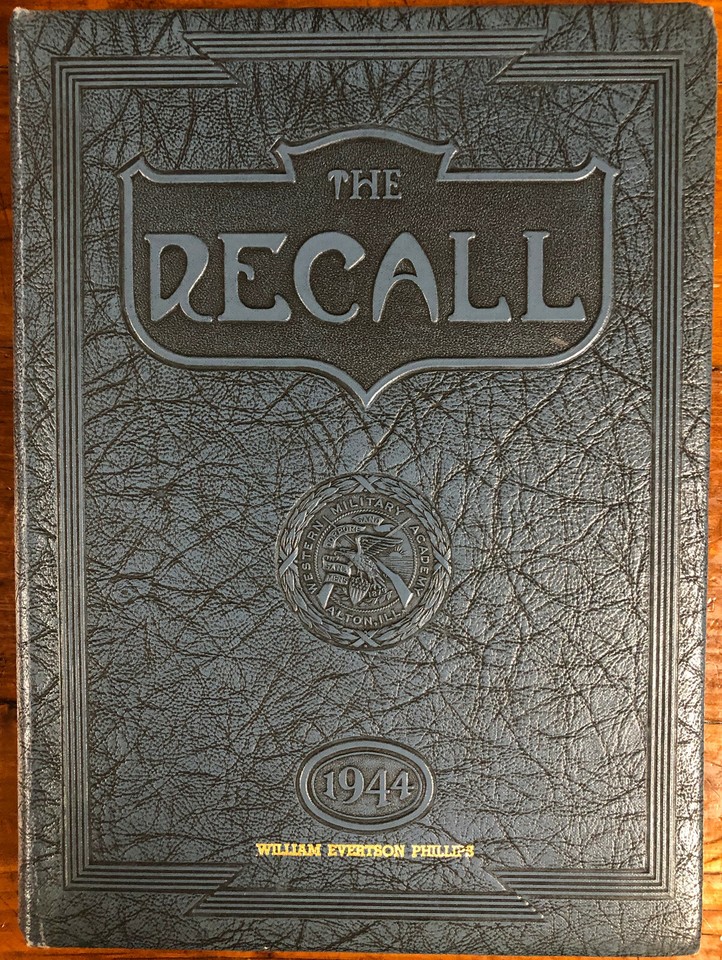 THE
RECALL
WESTERN MILITARY ACADEMY
ALTON, ILL.
1944
WILLIAM EVERTSON PHILLIPS